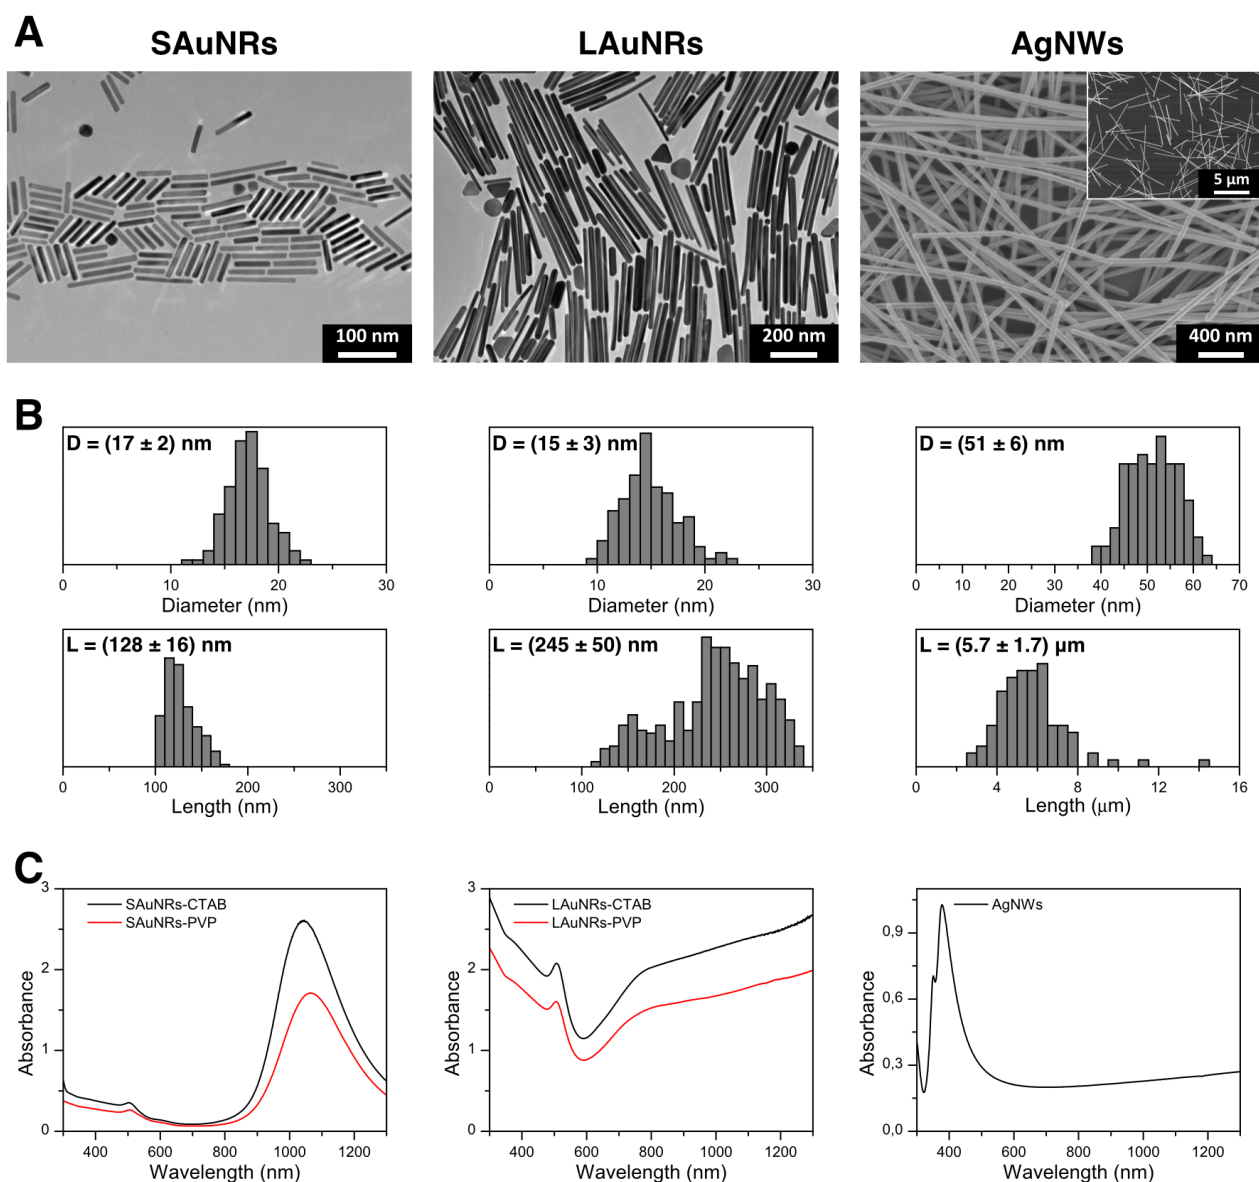 A
SAuNRs
LAuNRs
AgNWs
5 µm
100 nm
200 nm
400 nm
B
D = (17 ± 2) nm
D = (15 ± 3) nm
D = (51 ± 6) nm
0 10 20 30
0 10 20 30
0 10 20 30 40 50 60 70
Diameter (nm)
Diameter (nm)
Diameter (nm)
L = (128 ± 16) nm
L = (245 ± 50) nm
L = (5.7 ± 1.7) µm
0 100 200 300
0 100 200 300
0 4 8 12 16
Length (nm)
Length (nm)
Length (µm)
C
3
2
1
0
Absorbance
SAuNRs-CTAB
SAuNRs-PVP
400 600 800 1000 1200
Wavelength (nm)
3
2
1
0
Absorbance
LAuNRs-CTAB
LAuNRs-PVP
400 600 800 1000 1200
Wavelength (nm)
0,9
0,6
0,3
0,0
Absorbance
AgNWs
400 600 800 1000 1200
Wavelength (nm)